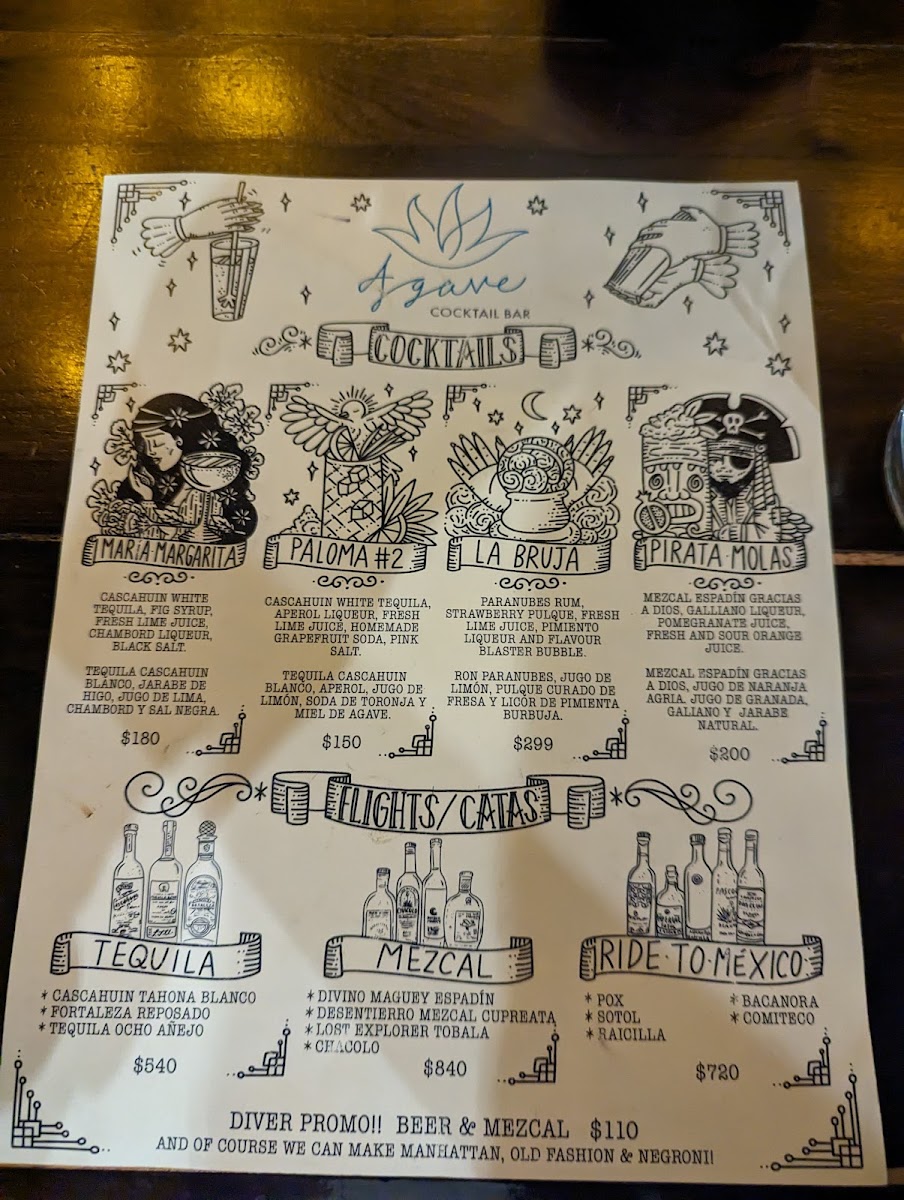 Agave
COCKTAIL BAR
COCKTAILS
MARÍA·MARGARITA
CASCAHUIN WHITE
TEQUILA, FIG SYRUP,
FRESH LIME JUICE,
CHAMBORD LIQUEUR,
BLACK SALT.
TEQUILA CASCAHUIN
BLANCO, JARABE DE
HIGO, JUGO DE LIMA,
CHAMBORD Y SAL NEGRA.
$180
PALOMA #2
CASCAHUIN WHITE TEQUILA,
APEROL LIQUEUR, FRESH
LIME JUICE, HOMEMADE
GRAPEFRUIT SODA, PINK
SALT.
TEQUILA CASCAHUIN
BLANCO, APEROL, JUGO DE
LIMÓN, SODA DE TORONJA Y
MIEL DE AGAVE.
$150
LA BRUJA
PARANUBES RUM,
STRAWBERRY PULQUE, FRESH
LIME JUICE, PIMIENTO
LIQUEUR AND FLAVOUR
BLASTER BUBBLE.
RON PARANUBES, JUGO DE
LIMÓN, PULQUE CURADO DE
FRESA Y LICÓR DE PIMIENTA
BURBUJA.
$299
PIRATA·MOLAS
MEZCAL ESPADÍN GRACIAS
A DIOS, GALLIANO LIQUEUR,
POMEGRANATE JUICE,
FRESH AND SOUR ORANGE
JUICE.
MEZCAL ESPADÍN GRACIAS
A DIOS, JUGO DE NARANJA
AGRIA, JUGO DE GRANADA,
GALIANO Y JARABE
NATURAL.
$200
FLIGHTS/CATAS
TEQUILA
* CASCAHUIN TAHONA BLANCO
* FORTALEZA REPOSADO
* TEQUILA OCHO AÑEJO
$540
MEZCAL
* DIVINO MAGUEY ESPADÍN
* DESENTIERRO MEZCAL CUPREATA
* LOST EXPLORER TOBALA
* CHACOLO
$840
RIDE·TO·MÉXICO
* POX
* SOTOL
* RAICILLA
* BACANORA
* COMITECO
$720
DIVER PROMO!! BEER & MEZCAL $110
AND OF COURSE WE CAN MAKE MANHATTAN, OLD FASHION & NEGRONI!